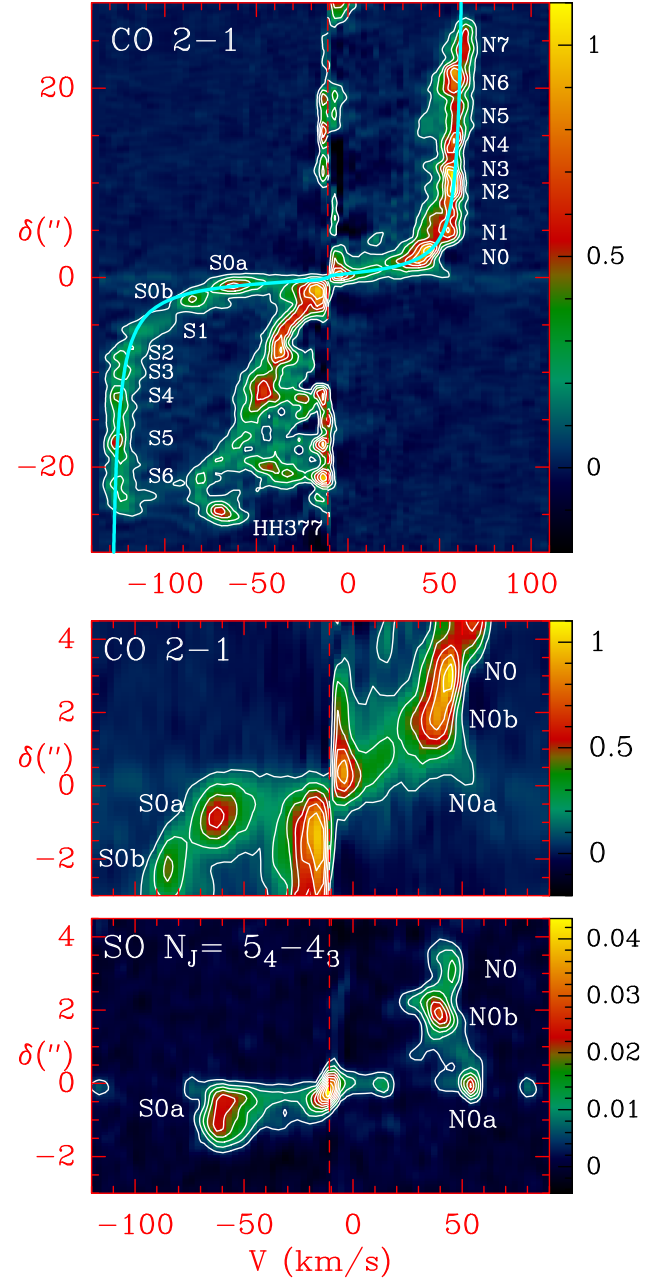 CO 2−1
N7
1
20
N6
N5
N4
N3
N2
0.5
δ(″)
N1
S0a
N0
0
S0b
S1
S2
S3
S4
S5
0
−20
S6
HH377
−100 −50 0 50 100
4
CO 2−1
1
N0
2
N0b
0.5
δ(″)
0
S0a
N0a
S0b
0
−2
4
SO N_J= 5_4−4_3
0.04
N0
0.03
2
N0b
δ(″)
0.02
0
S0a
0.01
N0a
−2
0
−100 −50 0 50
V (km/s)